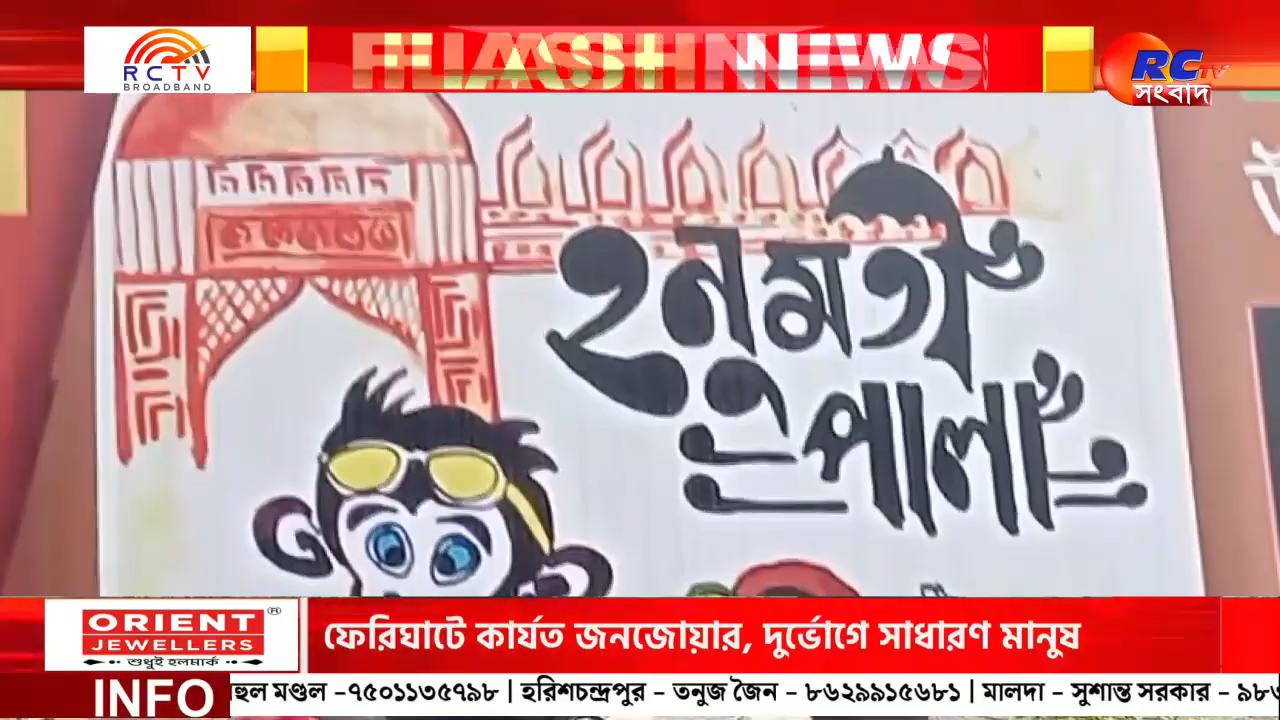 RCTV
BROADBAND
FLASH NEWS
RC TV
সংবাদ
হনুমতী
পালা
ORIENT ®
JEWELLERS
শুধুই হলমার্ক
ফেরিঘাটে কার্যত জনজোয়ার, দুর্ভোগে সাধারণ মানুষ
INFO
হুল মণ্ডল -৭৫০১১৩৫৭৯৮ | হরিশচন্দ্রপুর - তনুজ জৈন - ৮৬২৯৯১৫৬৮১ | মালদা - সুশান্ত সরকার - ৯৮